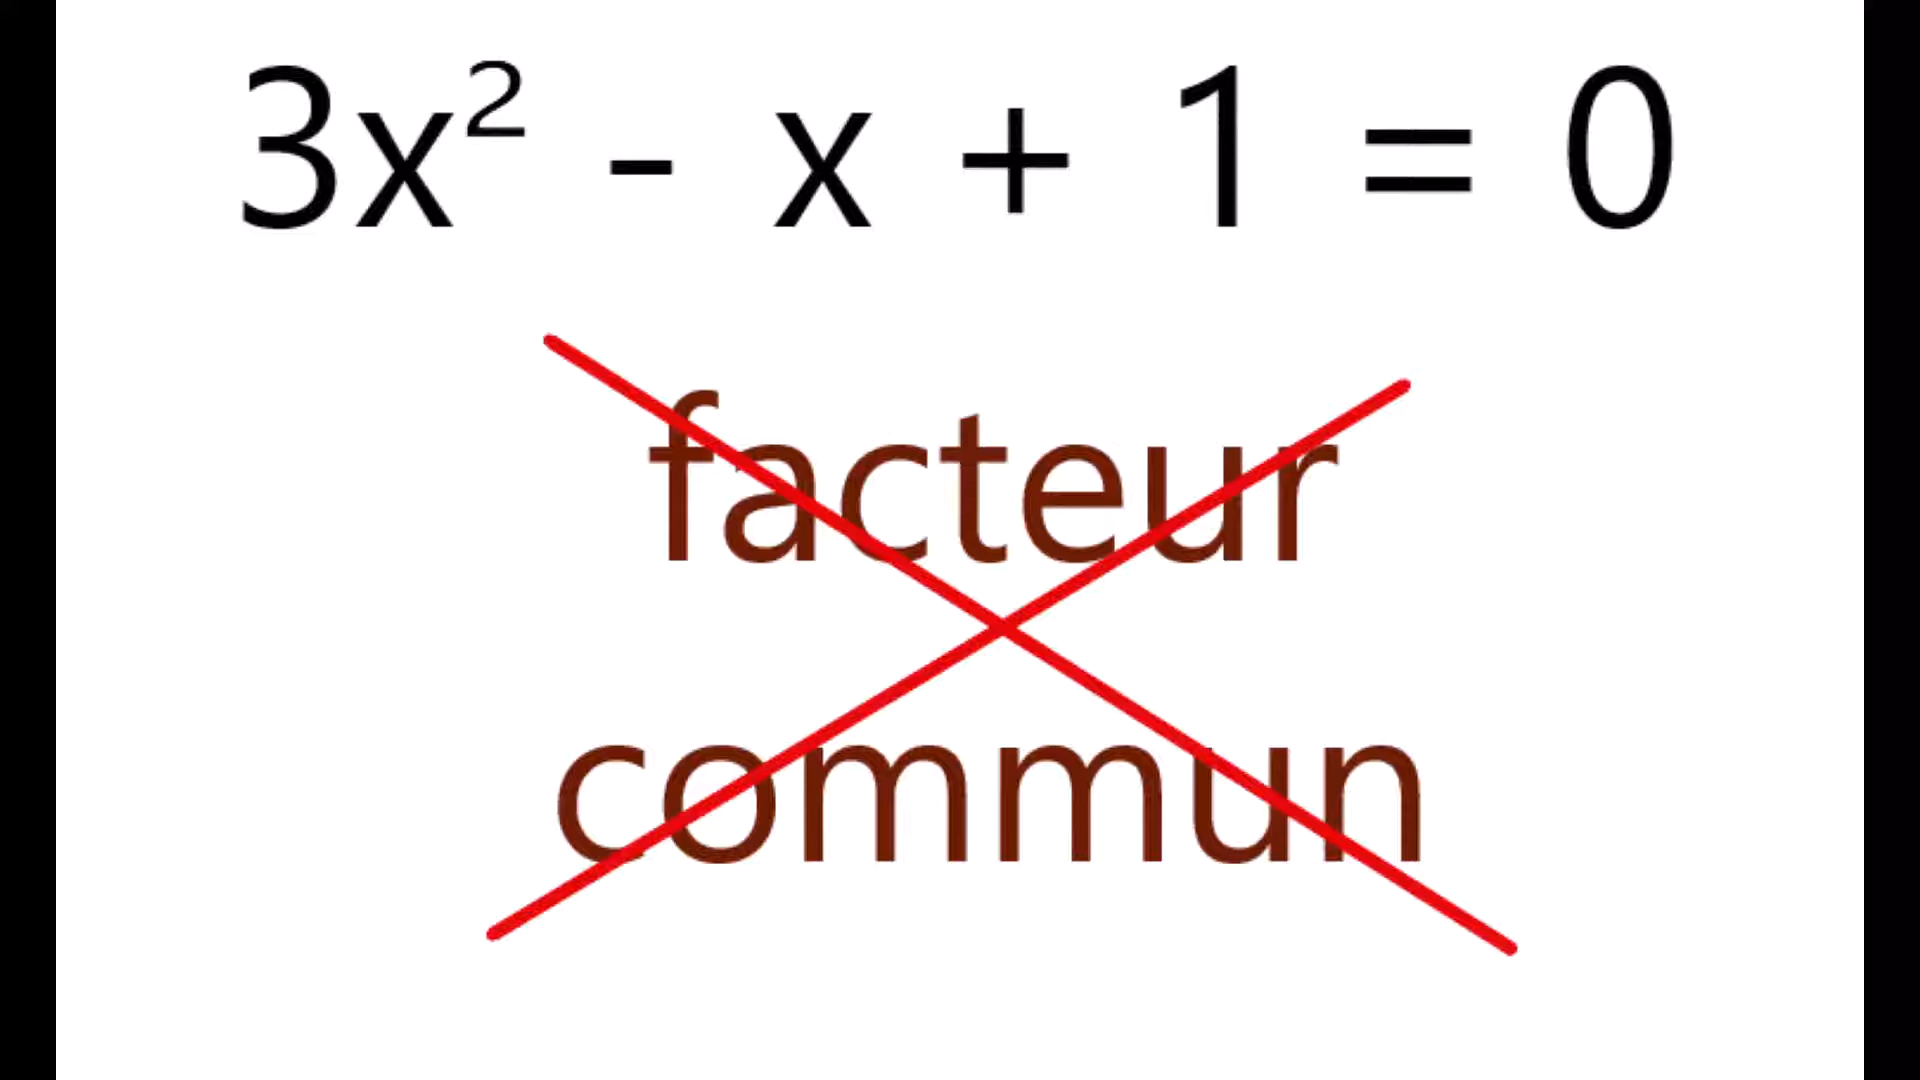 3x² - x + 1 = 0
facteur
commun